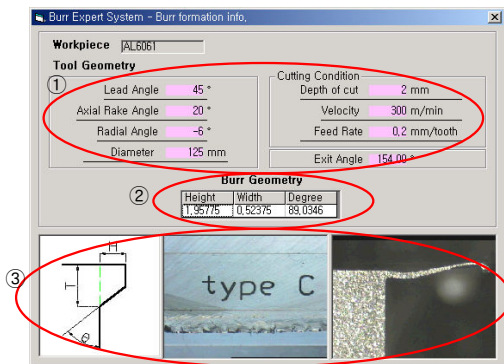 Burr Expert System - Burr formation info,
Workpiece AL6061
Tool Geometry
①
Lead Angle 45 °
Axial Rake Angle 20 °
Radial Angle -6 °
Diameter 125 mm
Cutting Condition
Depth of cut 2 mm
Velocity 300 m/min
Feed Rate 0,2 mm/tooth
Exit Angle 154,00 °
Burr Geometry
②
Height Width Degree
1,95775 0,52375 89,0346
③
H
T
θ
type C